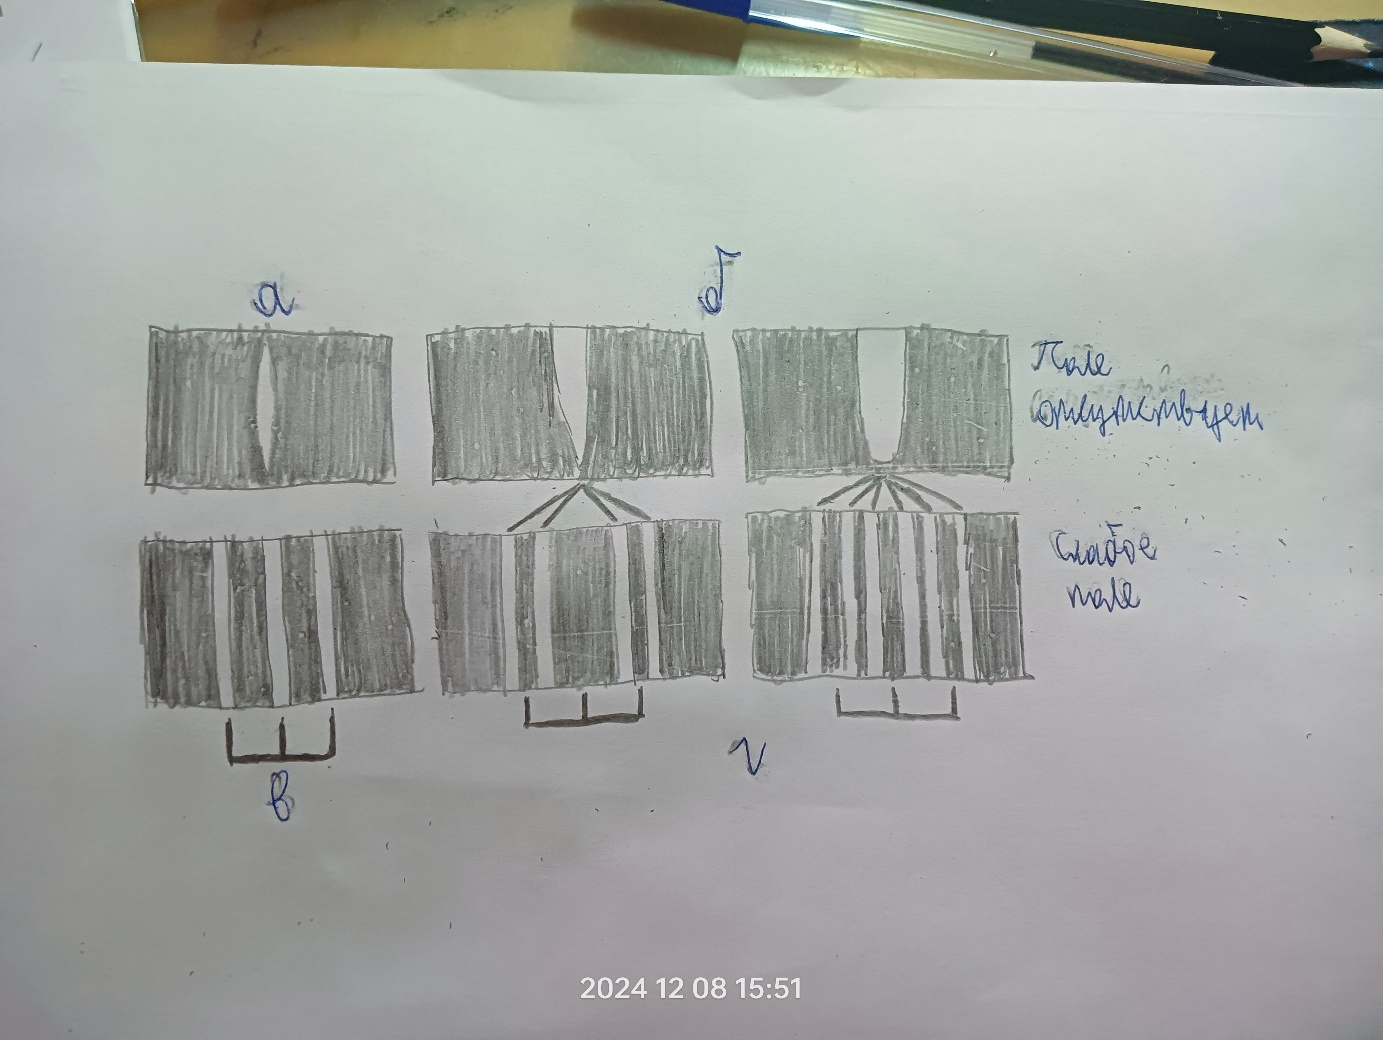 а
б
Поле
отсутствует
Слабое
поле
в
г
2024 12 08 15:51